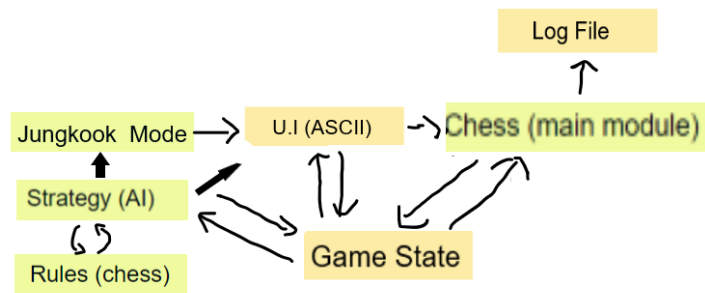 Log File
Jungkook Mode
U.I (ASCII)
Chess (main module)
Strategy (AI)
Game State
Rules (chess)